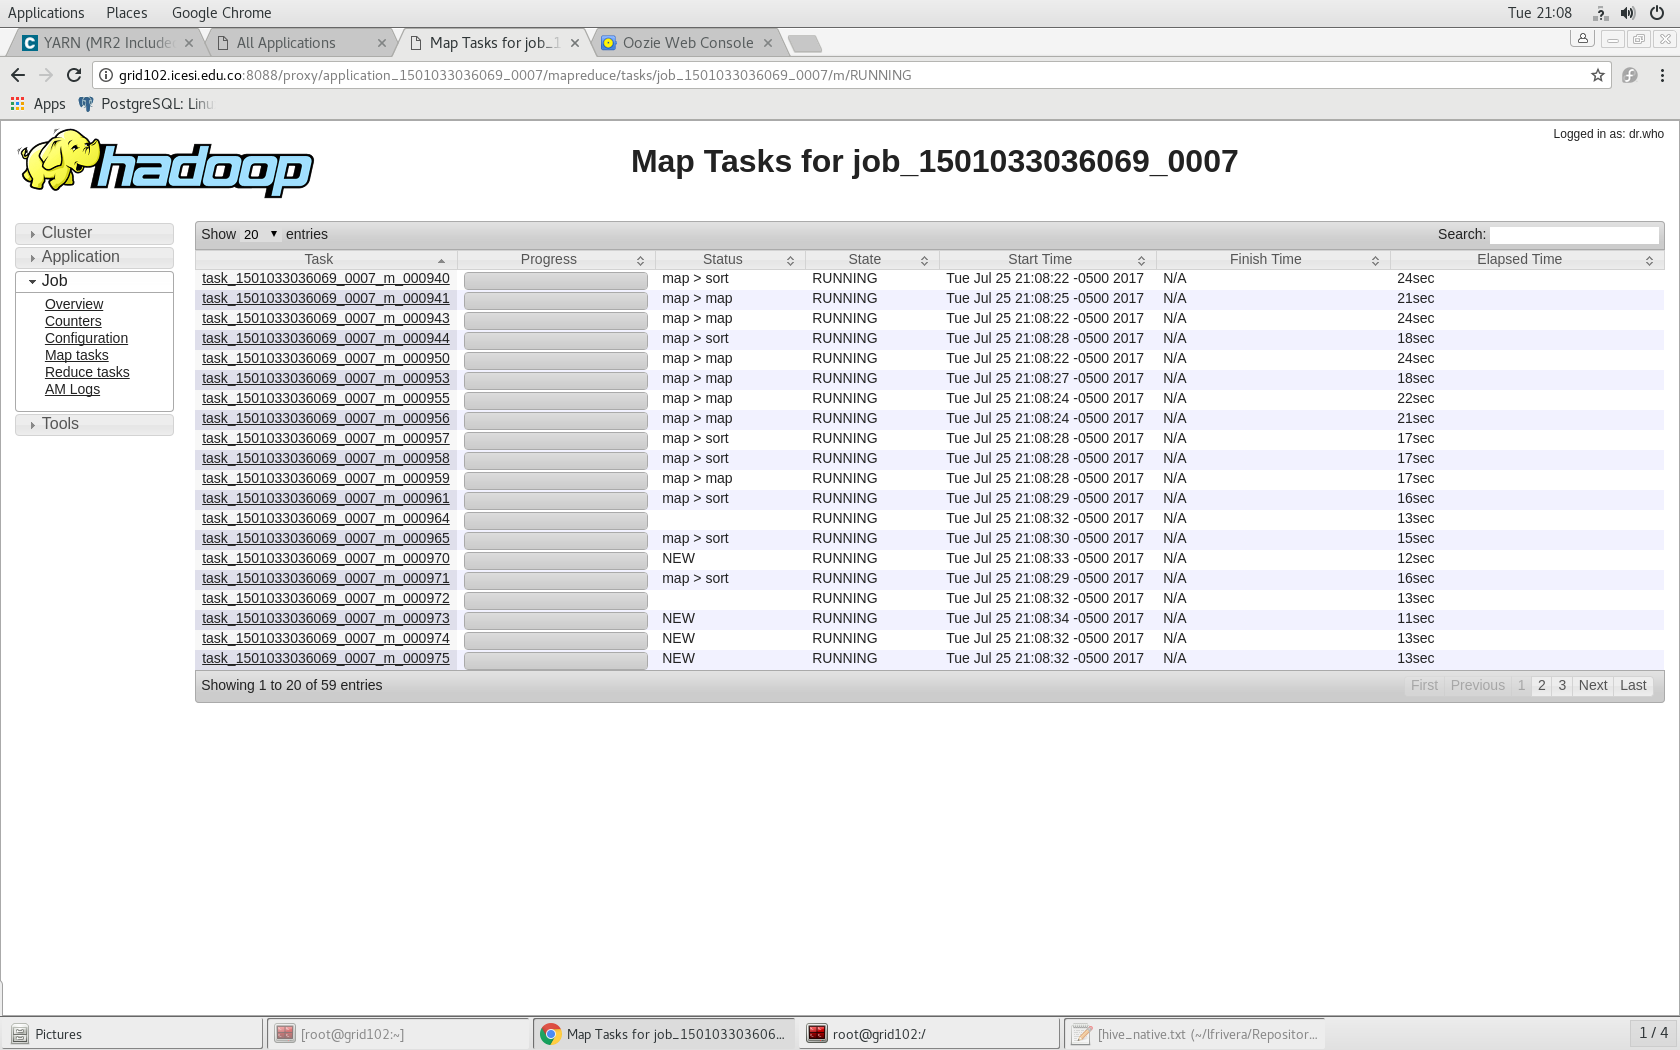 Applications Places Google Chrome Tue 21:08
YARN (MR2 Include All Applications Map Tasks for job_1 Oozie Web Console
grid102.icesi.edu.co:8088/proxy/application_1501033036069_0007/mapreduce/tasks/job_1501033036069_0007/m/RUNNING
Apps PostgreSQL: Linu
Logged in as: dr.who
hadoop
Map Tasks for job_1501033036069_0007
Cluster
Application
Job
Overview
Counters
Configuration
Map tasks
Reduce tasks
AM Logs
Tools
Show 20 entries Search:
Task Progress Status State Start Time Finish Time Elapsed Time
task_1501033036069_0007_m_000940 map > sort RUNNING Tue Jul 25 21:08:22 -0500 2017 N/A 24sec
task_1501033036069_0007_m_000941 map > map RUNNING Tue Jul 25 21:08:25 -0500 2017 N/A 21sec
task_1501033036069_0007_m_000943 map > map RUNNING Tue Jul 25 21:08:22 -0500 2017 N/A 24sec
task_1501033036069_0007_m_000944 map > sort RUNNING Tue Jul 25 21:08:28 -0500 2017 N/A 18sec
task_1501033036069_0007_m_000950 map > map RUNNING Tue Jul 25 21:08:22 -0500 2017 N/A 24sec
task_1501033036069_0007_m_000953 map > map RUNNING Tue Jul 25 21:08:27 -0500 2017 N/A 18sec
task_1501033036069_0007_m_000955 map > map RUNNING Tue Jul 25 21:08:24 -0500 2017 N/A 22sec
task_1501033036069_0007_m_000956 map > map RUNNING Tue Jul 25 21:08:24 -0500 2017 N/A 21sec
task_1501033036069_0007_m_000957 map > sort RUNNING Tue Jul 25 21:08:28 -0500 2017 N/A 17sec
task_1501033036069_0007_m_000958 map > sort RUNNING Tue Jul 25 21:08:28 -0500 2017 N/A 17sec
task_1501033036069_0007_m_000959 map > map RUNNING Tue Jul 25 21:08:28 -0500 2017 N/A 17sec
task_1501033036069_0007_m_000961 map > sort RUNNING Tue Jul 25 21:08:29 -0500 2017 N/A 16sec
task_1501033036069_0007_m_000964 RUNNING Tue Jul 25 21:08:32 -0500 2017 N/A 13sec
task_1501033036069_0007_m_000965 map > sort RUNNING Tue Jul 25 21:08:30 -0500 2017 N/A 15sec
task_1501033036069_0007_m_000970 NEW RUNNING Tue Jul 25 21:08:33 -0500 2017 N/A 12sec
task_1501033036069_0007_m_000971 map > sort RUNNING Tue Jul 25 21:08:29 -0500 2017 N/A 16sec
task_1501033036069_0007_m_000972 RUNNING Tue Jul 25 21:08:32 -0500 2017 N/A 13sec
task_1501033036069_0007_m_000973 NEW RUNNING Tue Jul 25 21:08:34 -0500 2017 N/A 11sec
task_1501033036069_0007_m_000974 NEW RUNNING Tue Jul 25 21:08:32 -0500 2017 N/A 13sec
task_1501033036069_0007_m_000975 NEW RUNNING Tue Jul 25 21:08:32 -0500 2017 N/A 13sec
Showing 1 to 20 of 59 entries First Previous 1 2 3 Next Last
Pictures [root@grid102:~] Map Tasks for job_150103303606... root@grid102:/ [hive_native.txt (~/lfrivera/Repositor... 1 / 4